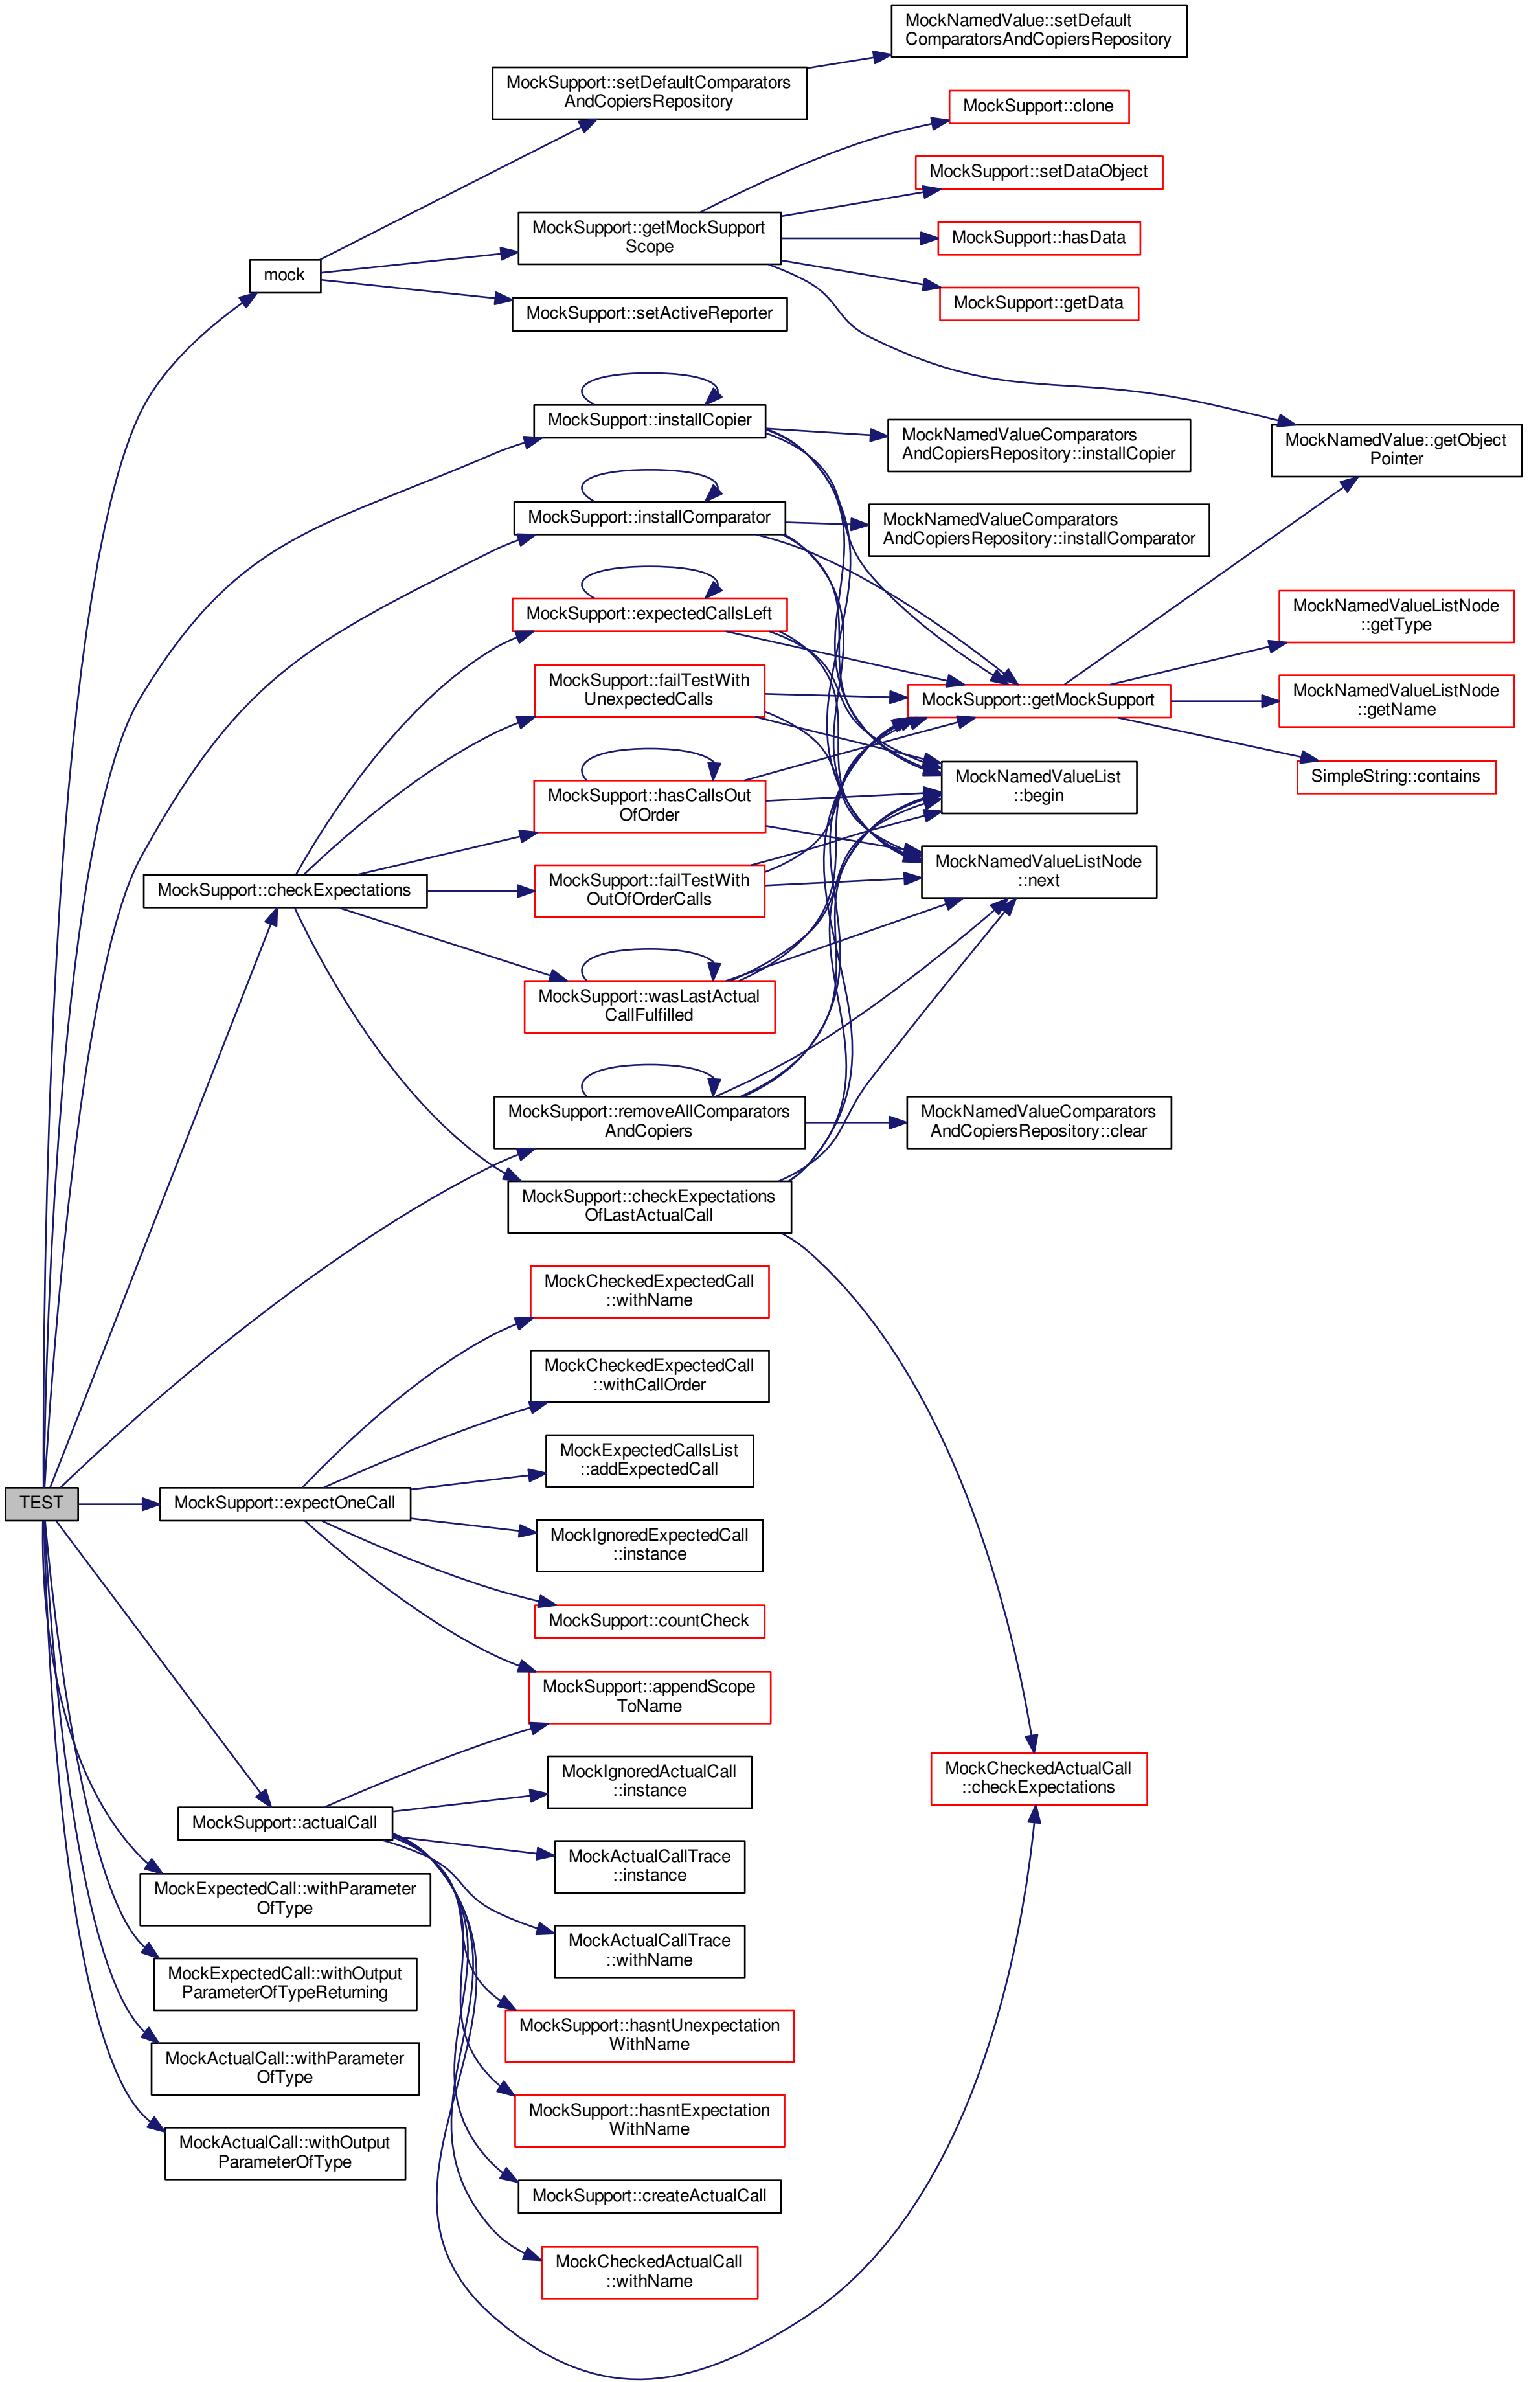 MockNamedValue::setDefault
ComparatorsAndCopiersRepository
MockSupport::setDefaultComparators
AndCopiersRepository
MockSupport::clone
MockSupport::setDataObject
MockSupport::getMockSupport
Scope
MockSupport::hasData
mock
MockSupport::getData
MockSupport::setActiveReporter
MockSupport::installCopier
MockNamedValueComparators
AndCopiersRepository::installCopier
MockNamedValue::getObject
Pointer
MockSupport::installComparator
MockNamedValueComparators
AndCopiersRepository::installComparator
MockSupport::expectedCallsLeft
MockNamedValueListNode
::getType
MockSupport::failTestWith
UnexpectedCalls
MockSupport::getMockSupport
MockNamedValueListNode
::getName
SimpleString::contains
MockSupport::hasCallsOut
OfOrder
MockNamedValueList
::begin
MockSupport::checkExpectations
MockSupport::failTestWith
OutOfOrderCalls
MockNamedValueListNode
::next
MockSupport::wasLastActual
CallFulfilled
MockSupport::removeAllComparators
AndCopiers
MockNamedValueComparators
AndCopiersRepository::clear
MockSupport::checkExpectations
OfLastActualCall
MockCheckedExpectedCall
::withName
MockCheckedExpectedCall
::withCallOrder
MockExpectedCallsList
::addExpectedCall
TEST
MockSupport::expectOneCall
MockIgnoredExpectedCall
::instance
MockSupport::countCheck
MockSupport::appendScope
ToName
MockIgnoredActualCall
::instance
MockCheckedActualCall
::checkExpectations
MockSupport::actualCall
MockActualCallTrace
::instance
MockExpectedCall::withParameter
OfType
MockActualCallTrace
::withName
MockExpectedCall::withOutput
ParameterOfTypeReturning
MockSupport::hasntUnexpectation
WithName
MockActualCall::withParameter
OfType
MockSupport::hasntExpectation
WithName
MockActualCall::withOutput
ParameterOfType
MockSupport::createActualCall
MockCheckedActualCall
::withName